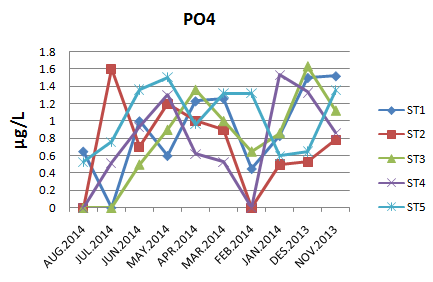 PO4
µg/L
1.8
1.6
1.4
1.2
1
0.8
0.6
0.4
0.2
0
AUG.2014
JUL.2014
JUN.2014
MAY.2014
APR.2014
MAR.2014
FEB.2014
JAN.2014
DES.2013
NOV.2013
ST1
ST2
ST3
ST4
ST5